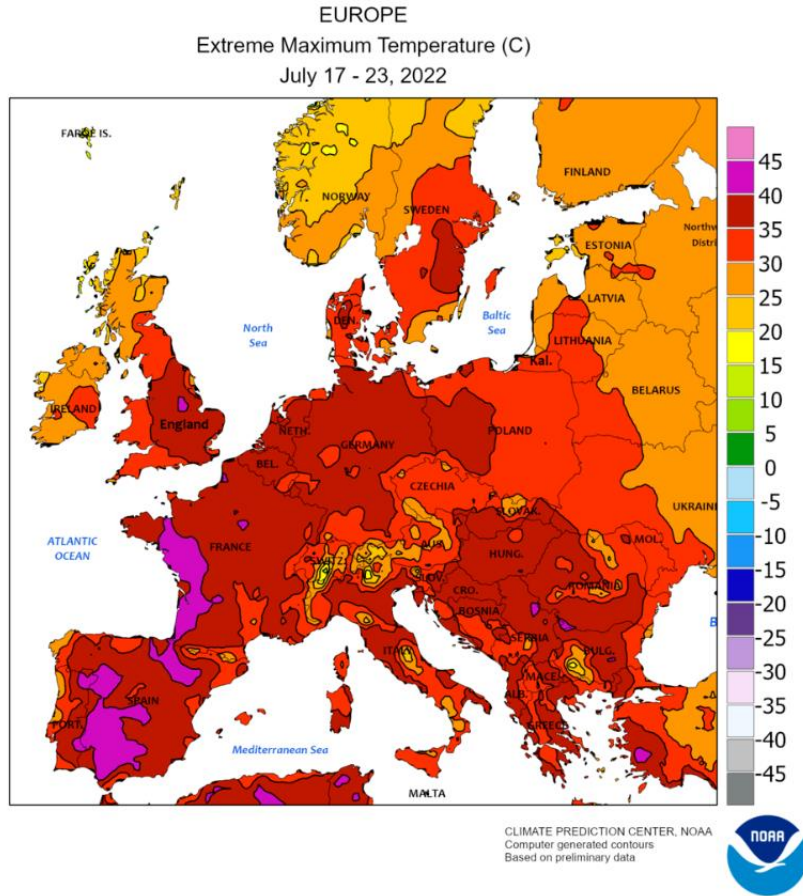 EUROPE
Extreme Maximum Temperature (C)
July 17 - 23, 2022
FAROE IS.
FINLAND
NORWAY
SWEDEN
Northw
Distri
ESTONIA
LATVIA
North
Sea
DEN.
Baltic
Sea
LITHUANIA
Kal.
BELARUS
IRELAND
England
NETH.
GERMANY
POLAND
BEL.
CZECHIA
UKRAINE
SLOVAK.
ATLANTIC
OCEAN
FRANCE
SWITZ.
AUS.
HUNG.
MOL.
SLOV.
CRO.
ROMANIA
BOSNIA
B
ITALY
SERBIA
BULG.
MACE.
SPAIN
PORT.
ALB.
GREECE
Mediterranean Sea
MALTA
45
40
35
30
25
20
15
10
5
0
-5
-10
-15
-20
-25
-30
-35
-40
-45
CLIMATE PREDICTION CENTER, NOAA
Computer generated contours
Based on preliminary data
NOAA